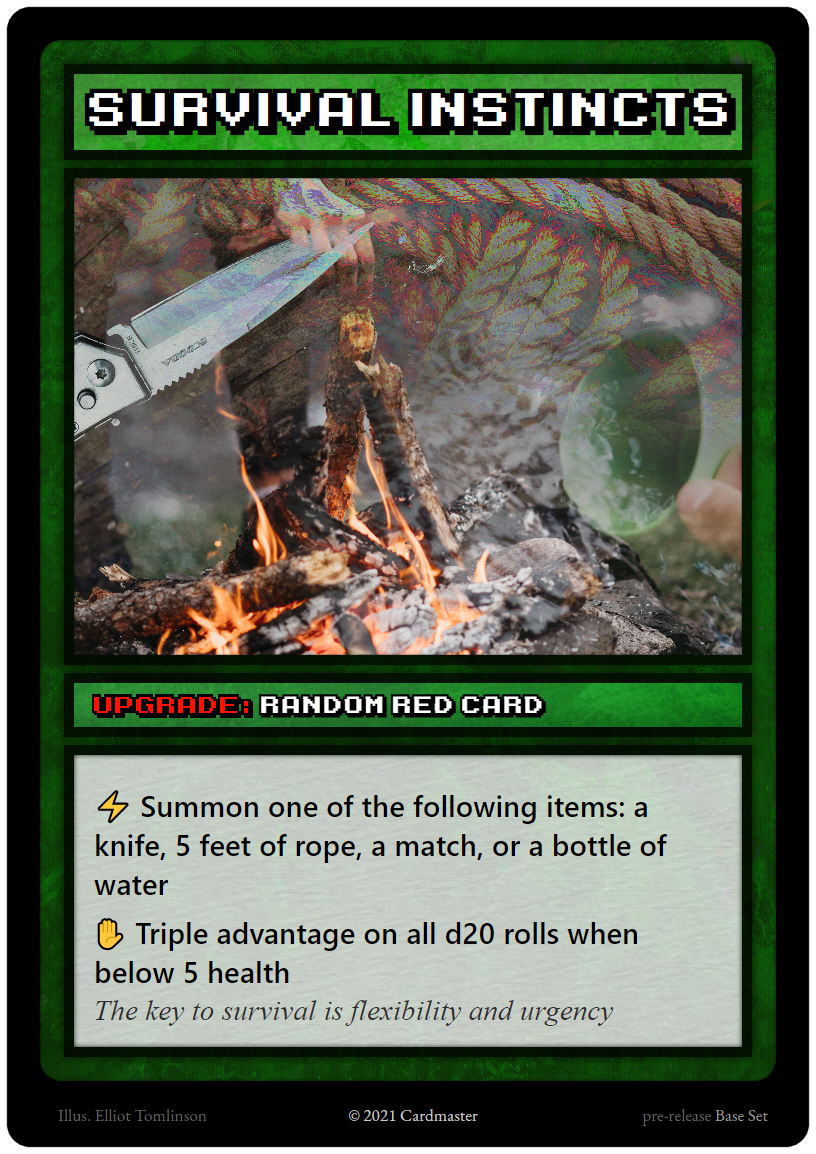 SURVIVAL INSTINCTS
UPGRADE: RANDOM RED CARD
⚡ Summon one of the following items: a
knife, 5 feet of rope, a match, or a bottle of
water
✋ Triple advantage on all d20 rolls when
below 5 health
The key to survival is flexibility and urgency
Illus. Elliot Tomlinson © 2021 Cardmaster pre-release Base Set